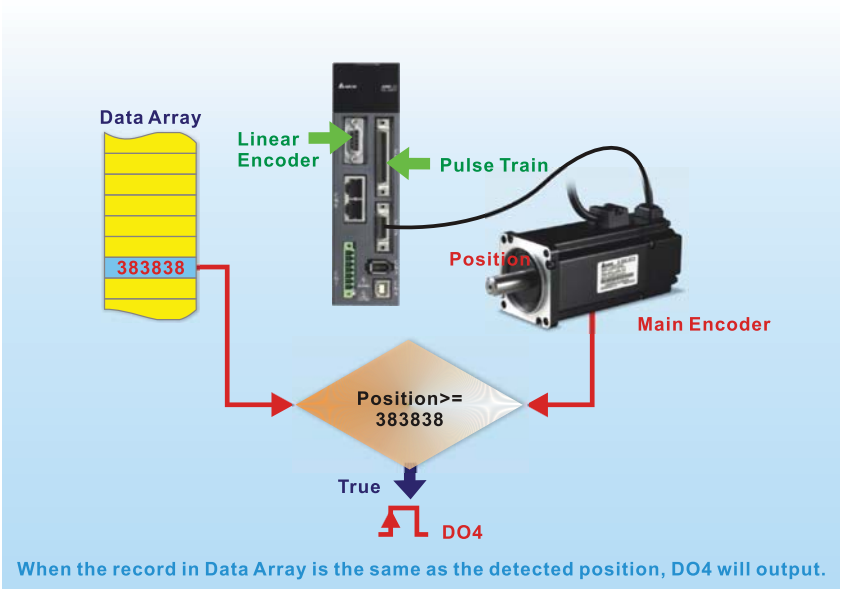 Data Array
383838
Linear
Encoder
Pulse Train
Position
Main Encoder
Position>=
383838
True
DO4
When the record in Data Array is the same as the detected position, DO4 will output.